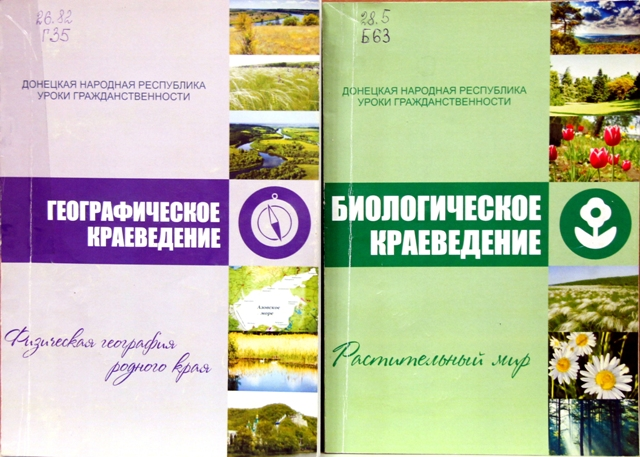 26.82
Г35
ДОНЕЦКАЯ НАРОДНАЯ РЕСПУБЛИКА
УРОКИ ГРАЖДАНСТВЕННОСТИ
ГЕОГРАФИЧЕСКОЕ
КРАЕВЕДЕНИЕ
Азовское
море
Физическая география
родного края
28.5
Б63
ДОНЕЦКАЯ НАРОДНАЯ РЕСПУБЛИКА
УРОКИ ГРАЖДАНСТВЕННОСТИ
БИОЛОГИЧЕСКОЕ
КРАЕВЕДЕНИЕ
Растительный мир